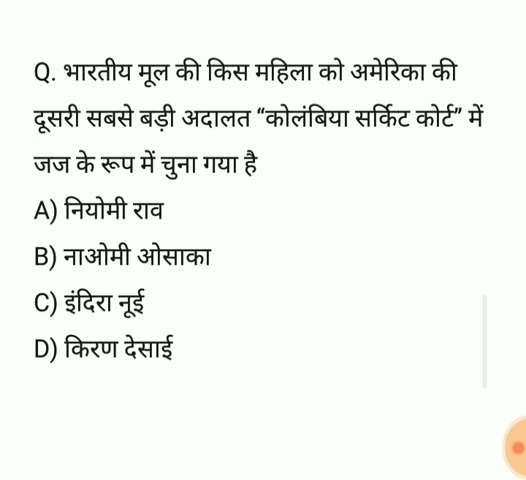 Q. भारतीय मूल की किस महिला को अमेरिका की
दूसरी सबसे बड़ी अदालत “कोलंबिया सर्किट कोर्ट” में
जज के रूप में चुना गया है
A) नियोमी राव
B) नाओमी ओसाका
C) इंदिरा नूई
D) किरण देसाई